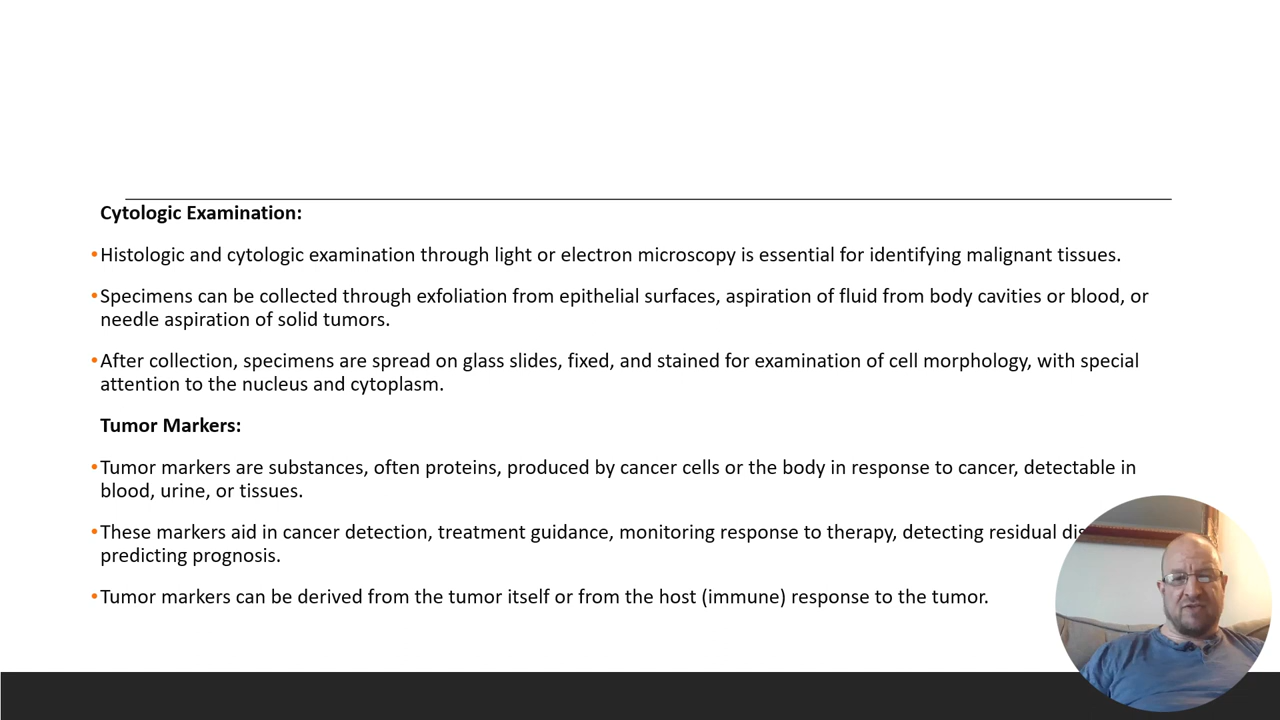 Cytologic Examination:
•Histologic and cytologic examination through light or electron microscopy is essential for identifying malignant tissues.
•Specimens can be collected through exfoliation from epithelial surfaces, aspiration of fluid from body cavities or blood, or
needle aspiration of solid tumors.
•After collection, specimens are spread on glass slides, fixed, and stained for examination of cell morphology, with special
attention to the nucleus and cytoplasm.
Tumor Markers:
•Tumor markers are substances, often proteins, produced by cancer cells or the body in response to cancer, detectable in
blood, urine, or tissues.
•These markers aid in cancer detection, treatment guidance, monitoring response to therapy, detecting residual
predicting prognosis.
•Tumor markers can be derived from the tumor itself or from the host (immune) response to the tumor.